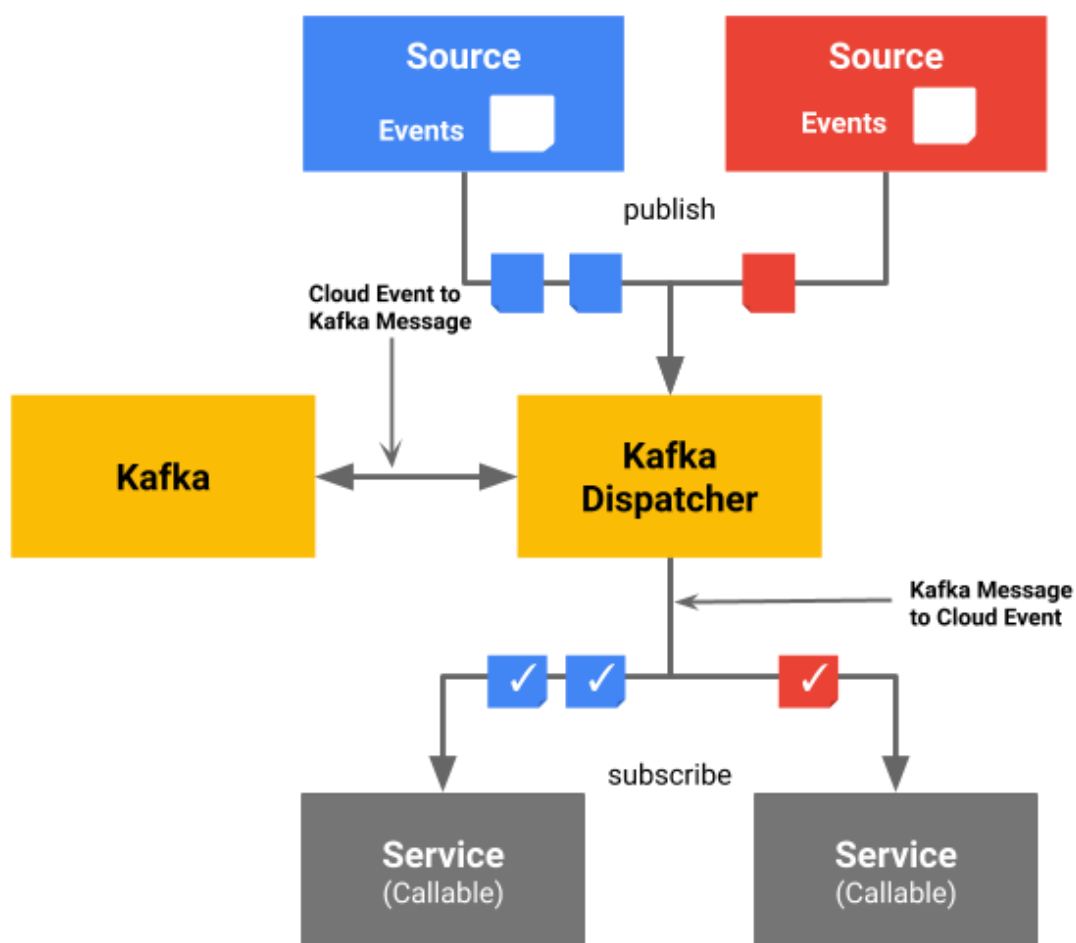 Source
Events
Source
Events
publish
Cloud Event to
Kafka Message
Kafka
Kafka
Dispatcher
Kafka Message
to Cloud Event
✓
✓
✓
subscribe
Service
(Callable)
Service
(Callable)